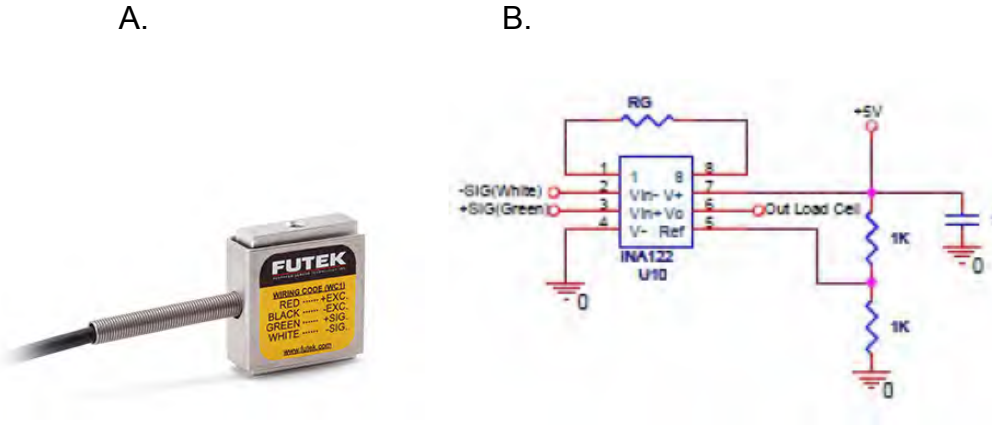 A.
B.
FUTEK
WIRING CODE (WC1)
RED ...... +EXC.
BLACK ...... -EXC.
GREEN ...... +SIG.
WHITE ...... -SIG.
www.futek.com
RG
+5V
1
8
1 8
-SIG(White)
2
Vin- V+
7
+SIG(Green)
3
Vin+ Vo
6
Out Load Cell
4
V- Ref
5
INA122
U10
1K
1K
0
0
0